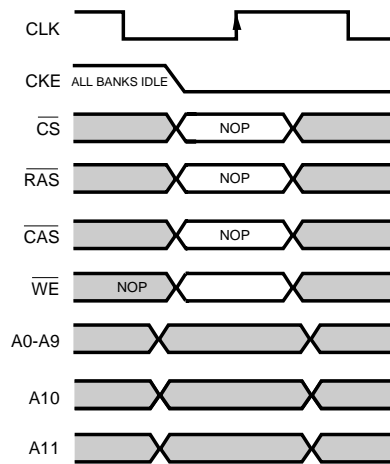 CLK
CKE ALL BANKS IDLE
CS NOP
RAS NOP
CAS NOP
WE NOP
A0-A9
A10
A11